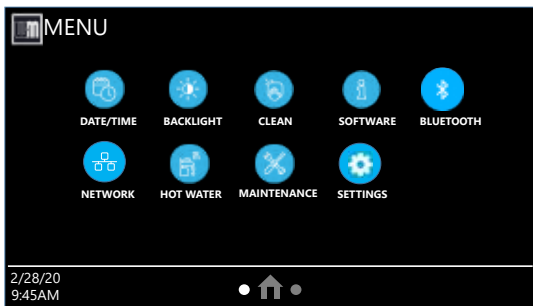 MENU
DATE/TIME BACKLIGHT CLEAN SOFTWARE BLUETOOTH
NETWORK HOT WATER MAINTENANCE SETTINGS
2/28/20
9:45AM